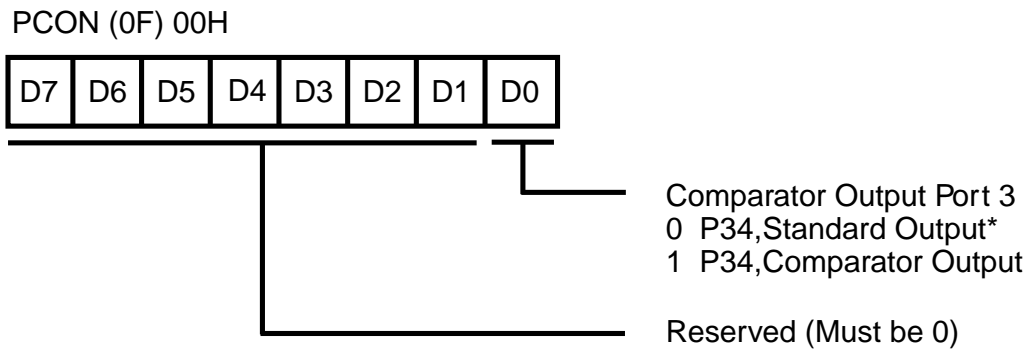 PCON (0F) 00H
D7 D6 D5 D4 D3 D2 D1 D0
Comparator Output Port 3
0 P34,Standard Output*
1 P34,Comparator Output
Reserved (Must be 0)